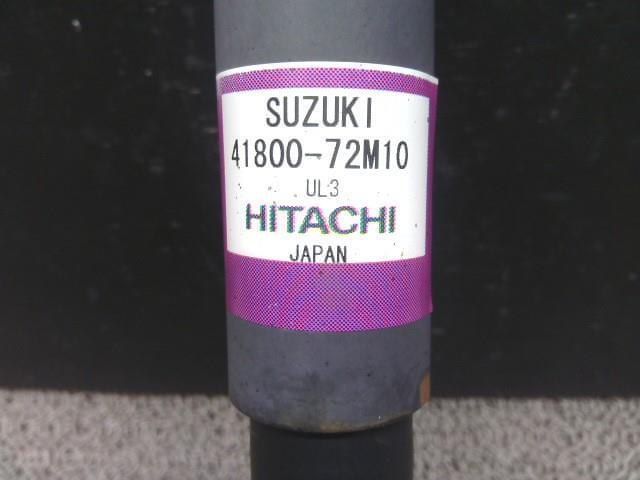 SUZUKI
41800-72M10
UL3
HITACHI
JAPAN